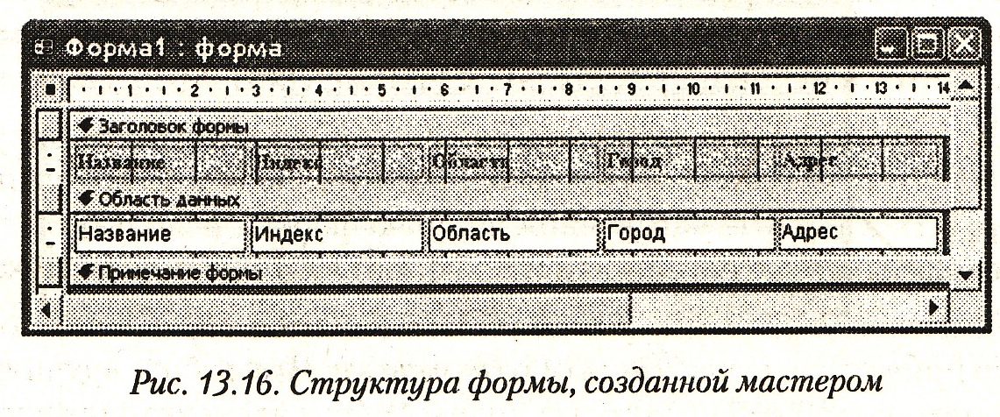 Форма1 : форма
1 2 3 4 5 6 7 8 9 10 11 12 13 14
Заголовок формы
Название Индекс Область Город Адрес
Область данных
Название Индекс Область Город Адрес
Примечание формы
Рис. 13.16. Структура формы, созданной мастером